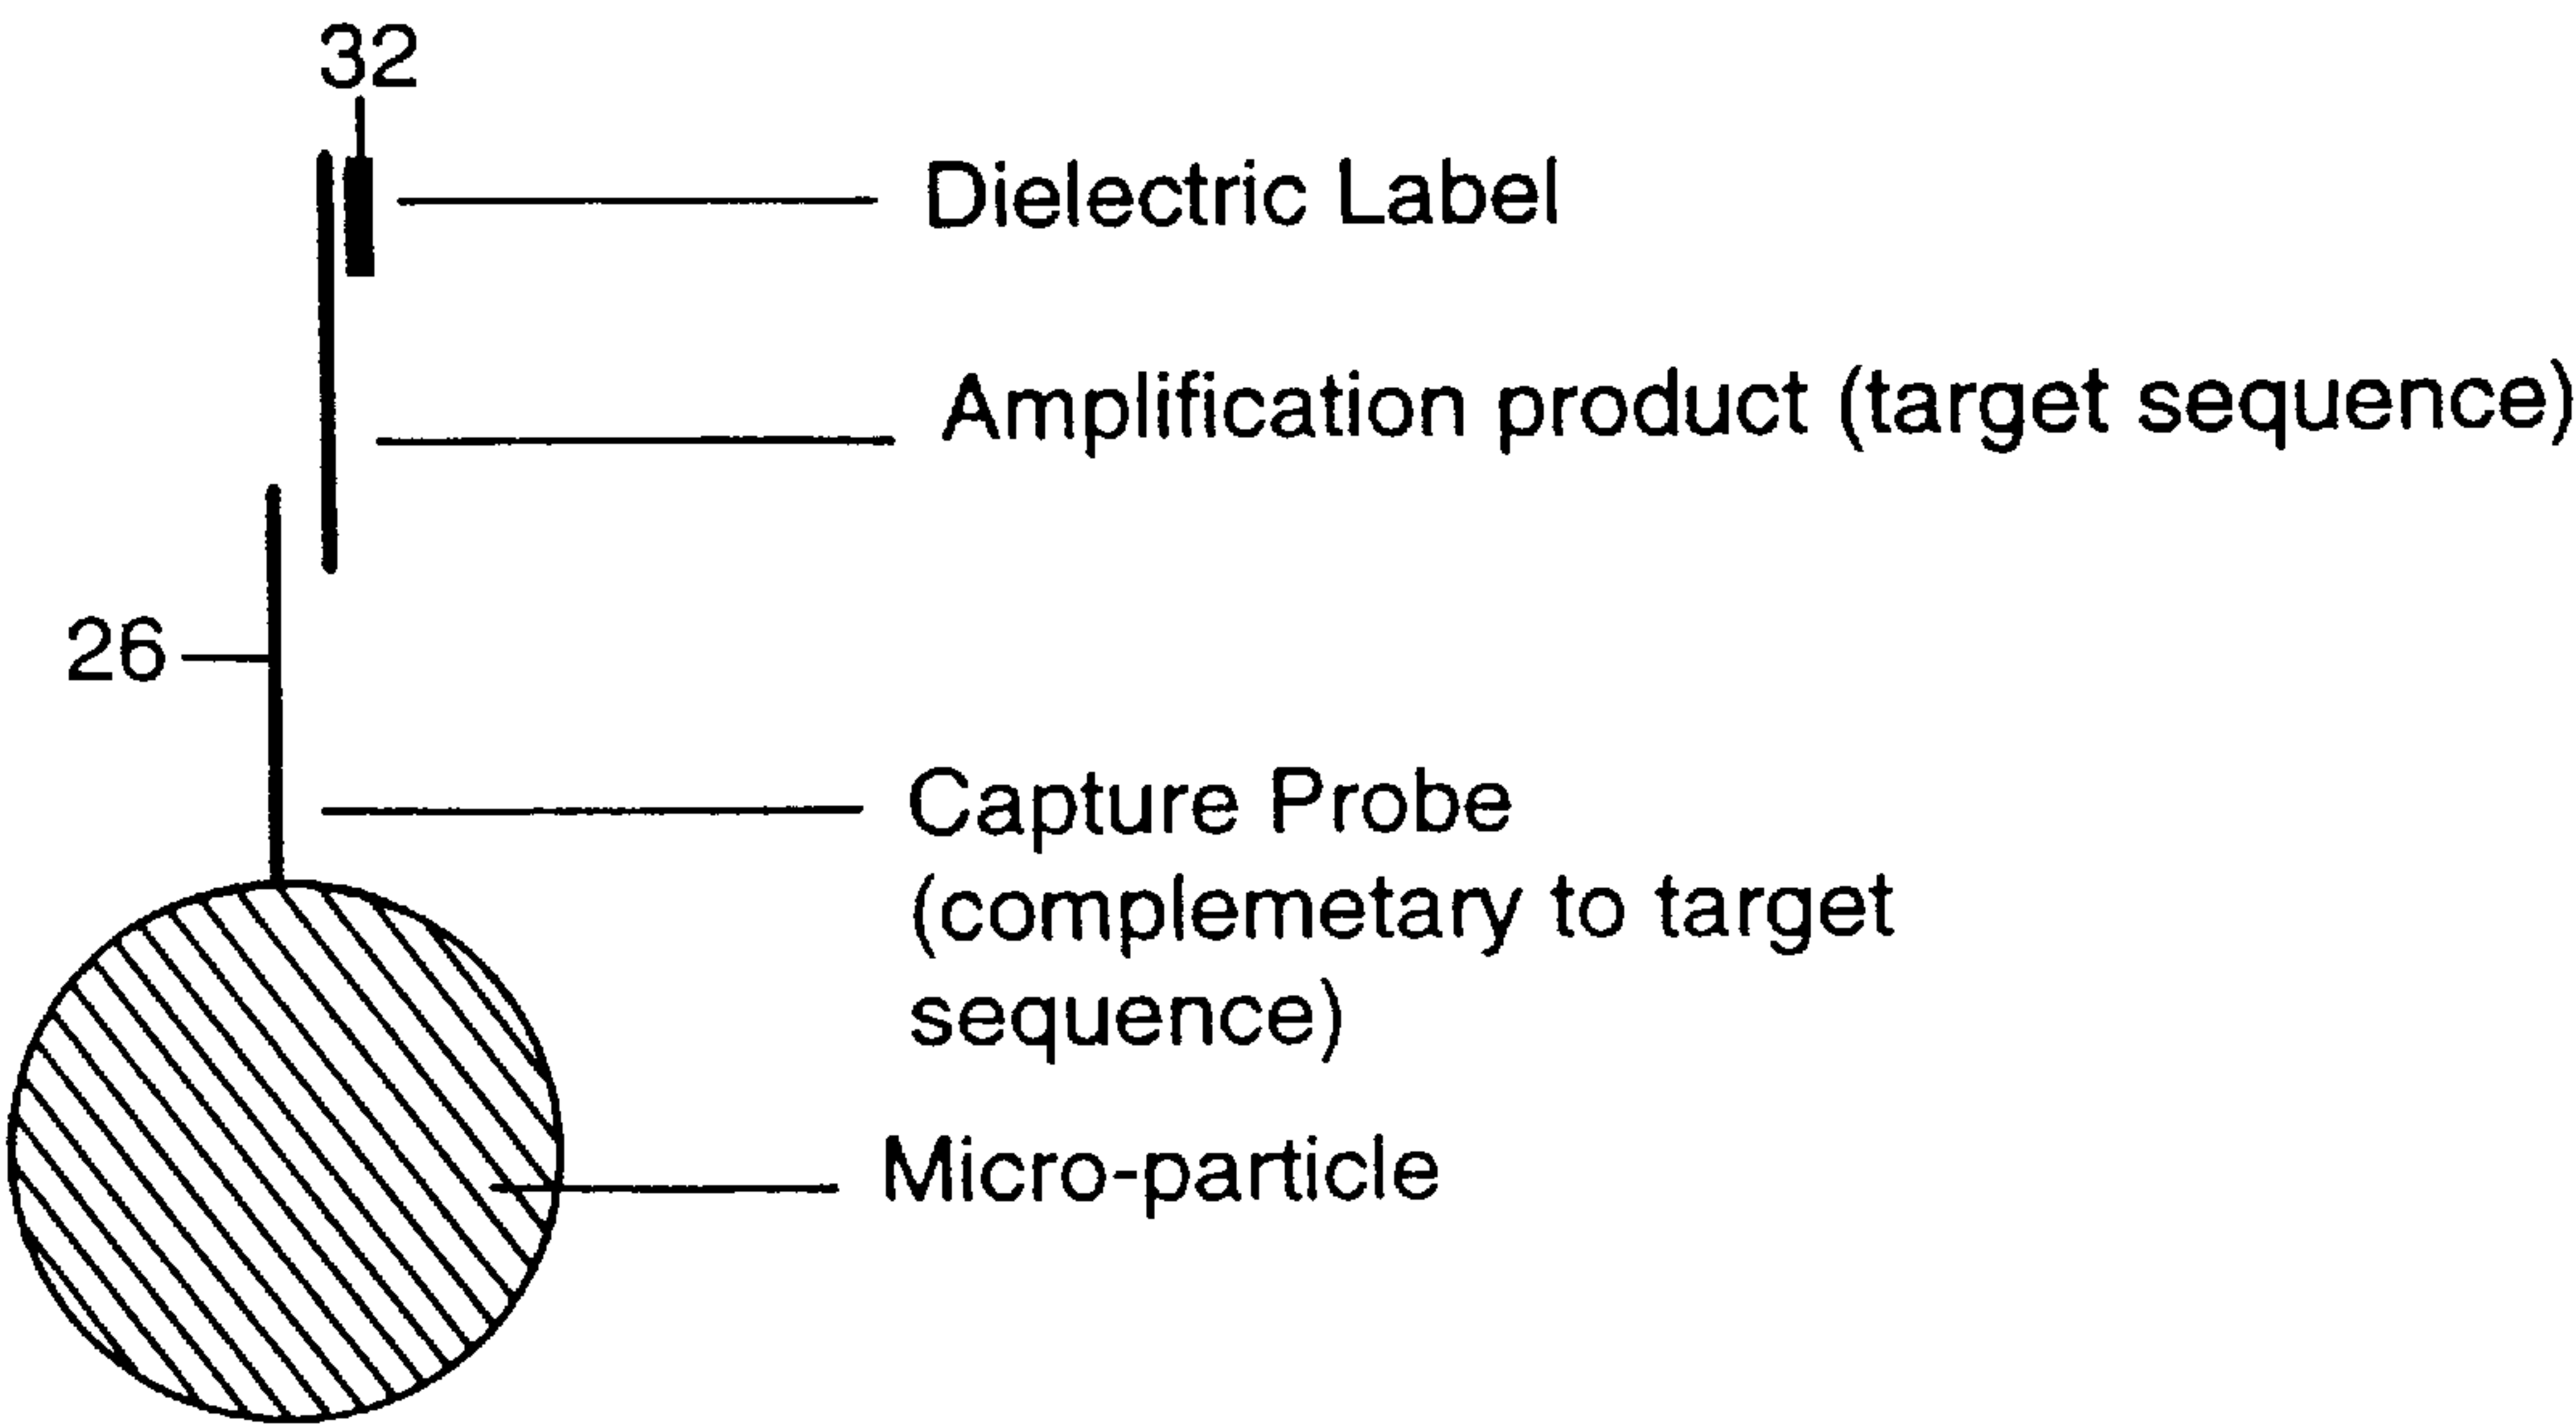 32
Dielectric Label
Amplification product (target sequence)
26
Capture Probe
(complemetary to target
sequence)
Micro-particle